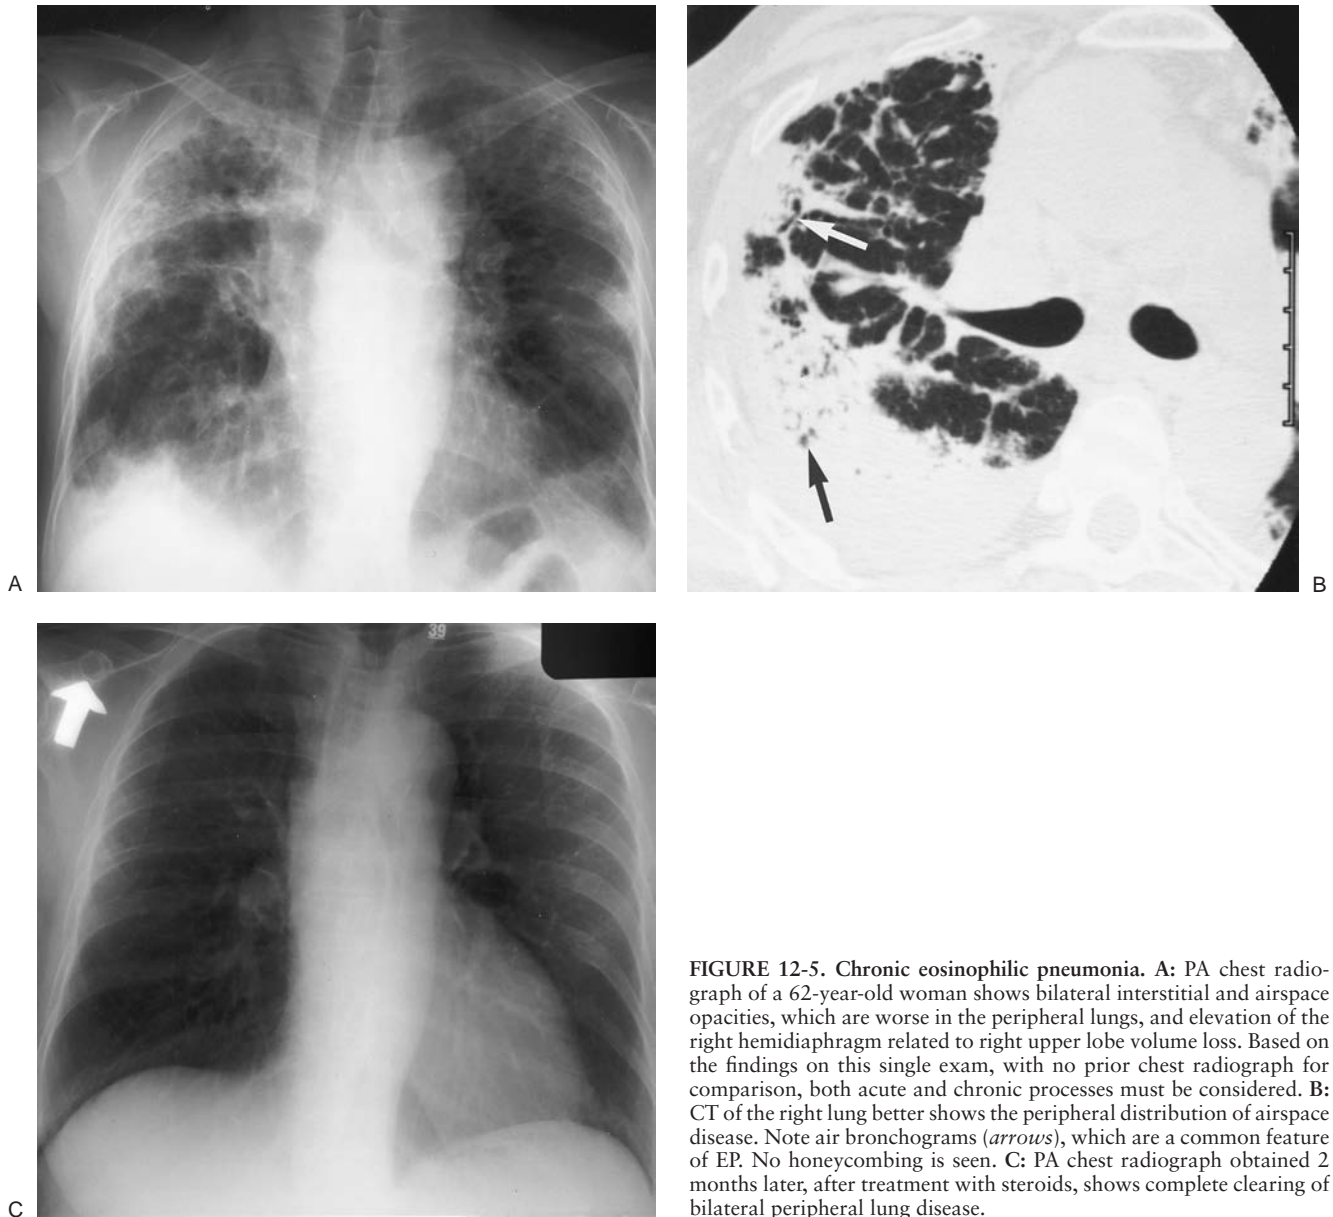 39
A
B
C
FIGURE 12-5. Chronic eosinophilic pneumonia. A: PA chest radio-
graph of a 62-year-old woman shows bilateral interstitial and airspace
opacities, which are worse in the peripheral lungs, and elevation of the
right hemidiaphragm related to right upper lobe volume loss. Based on
the findings on this single exam, with no prior chest radiograph for
comparison, both acute and chronic processes must be considered. B:
CT of the right lung better shows the peripheral distribution of airspace
disease. Note air bronchograms (arrows), which are a common feature
of EP. No honeycombing is seen. C: PA chest radiograph obtained 2
months later, after treatment with steroids, shows complete clearing of
bilateral peripheral lung disease.